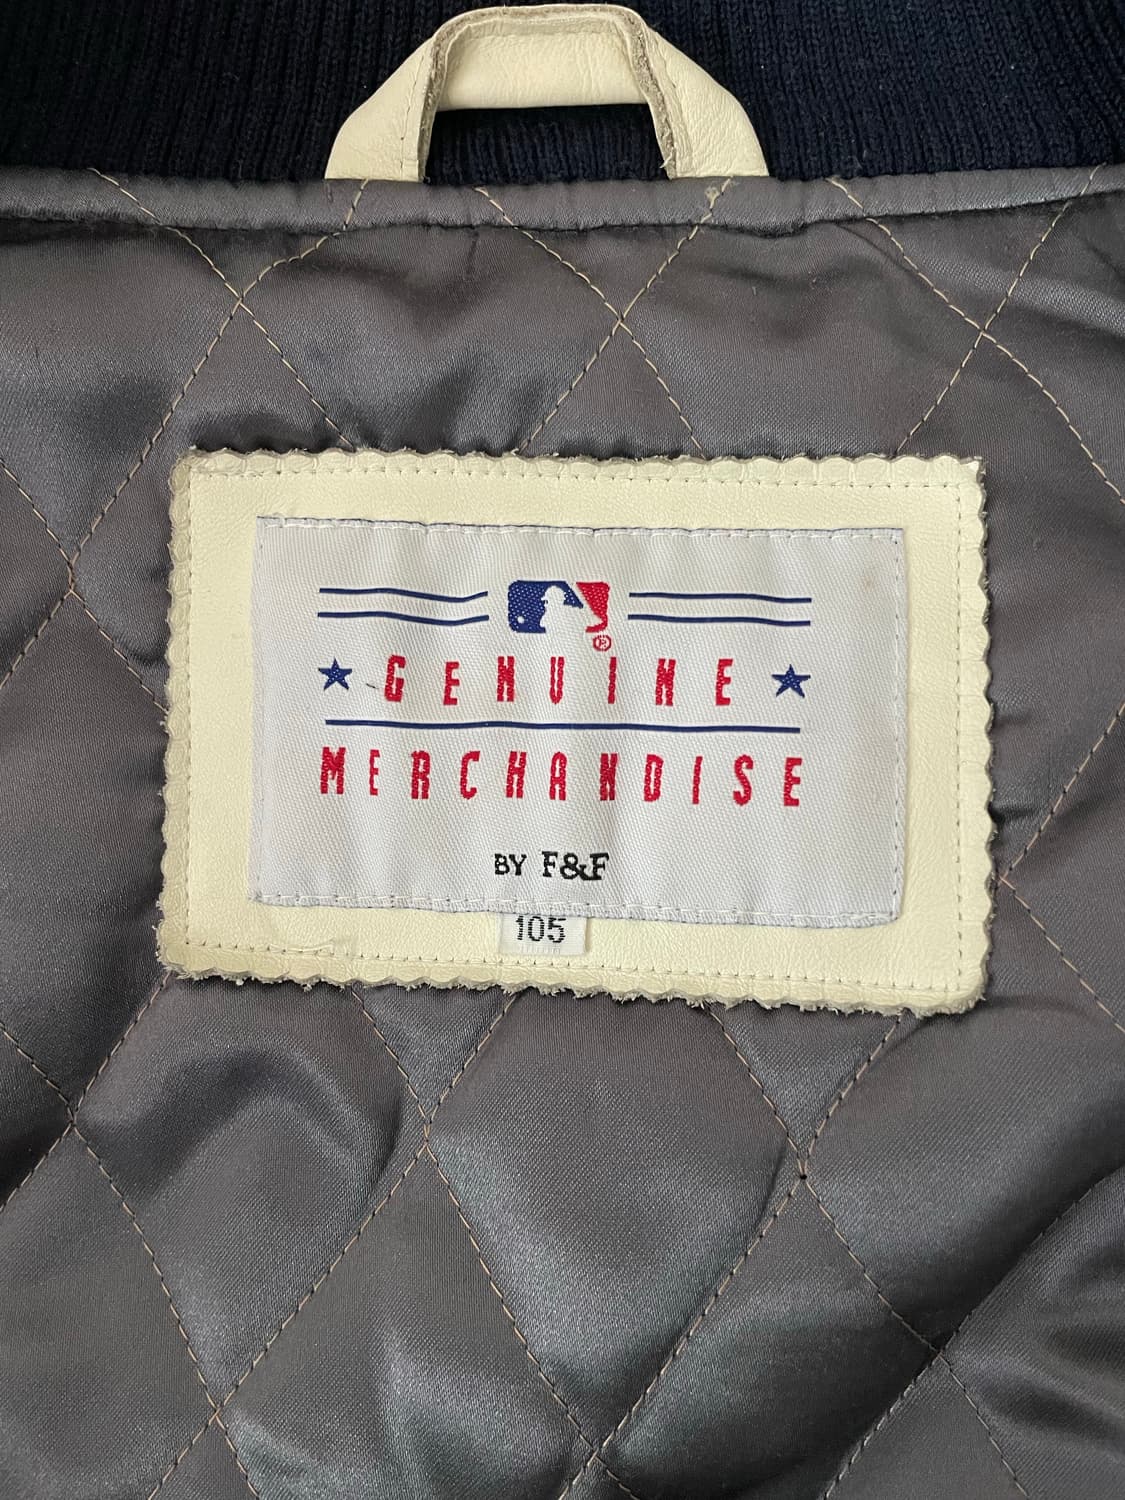 ®
★ GENUINE ★
MERCHANDISE
BY F&F
105